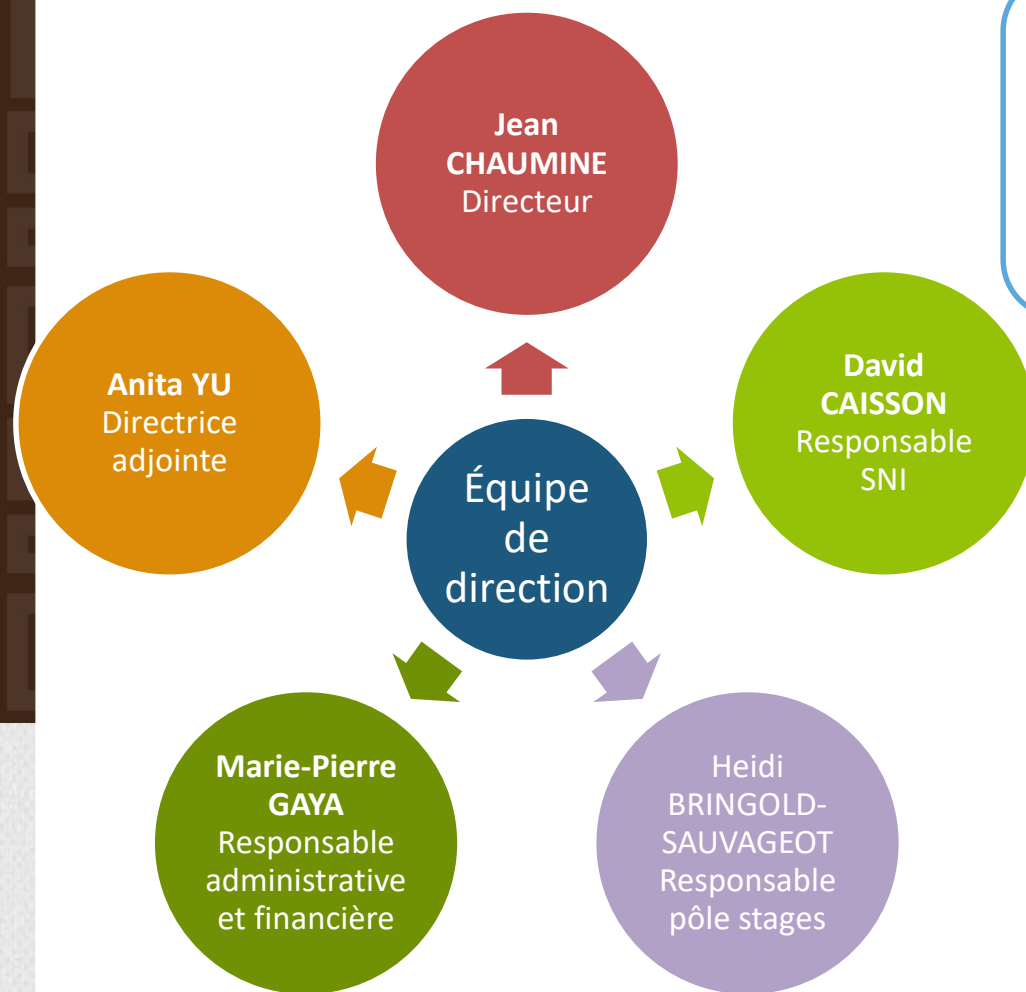 Jean
CHAUMINE
Directeur
Anita YU
Directrice
adjointe
David
CAISSON
Responsable
SNI
Équipe
de
direction
Marie-Pierre
GAYA
Responsable
administrative
et financière
Heidi
BRINGOLD-
SAUVAGEOT
Responsable
pôle stages